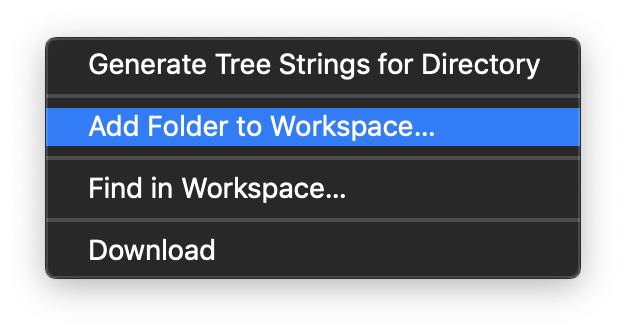 Generate Tree Strings for Directory
Add Folder to Workspace...
Find in Workspace...
Download